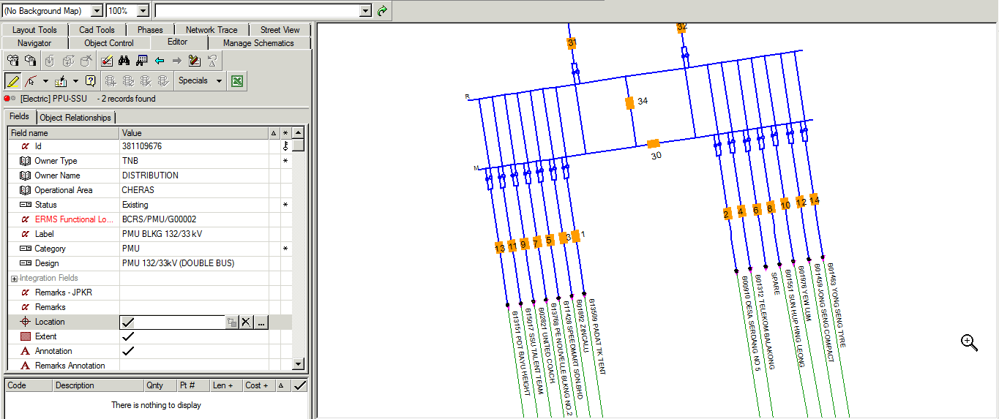 (No Background Map) 100%
Layout Tools Cad Tools Phases Network Trace Street View
Navigator Object Control Editor Manage Schematics
Specials
[Electric] PPU-SSU - 2 records found
Fields Object Relationships
Field name Value *
Id 381109676
Owner Type TNB *
Owner Name DISTRIBUTION
Operational Area CHERAS
Status Existing *
ERMS Functional Lo... BCRS/PMU/G00002
Label PMU BLKG 132/33 kV
Category PMU *
Design PMU 132/33kV (DOUBLE BUS)
Integration Fields
Remarks - JPKR
Remarks
Location ...
Extent
Annotation
Remarks Annotation
Code Description Qnty Pt # Len + Cost +
There is nothing to display
31
32
R
34
M
30
2 4 6 8 10 12 14
13 11 9 7 5 3 1
B13151 POT BAYU HEIGHT
B15017 SSU TALENT TEAM
B02821 UNITED COACH
B13768 PE NOUVELLE BLKNG NO.2
B11428 SPEEDMART SDN.BHD
B01892 ZINCALU
B13509 PADAT TK TENT
B00910 DESA SERDANG NO 5
B01312 TELEKOM BALAKONG
SPARE
B01551 SUN HUP HING LEONG
B01976 YEW LUM
B01459 JONG SENG COMPACT
B01463 YONG SENG TYRE